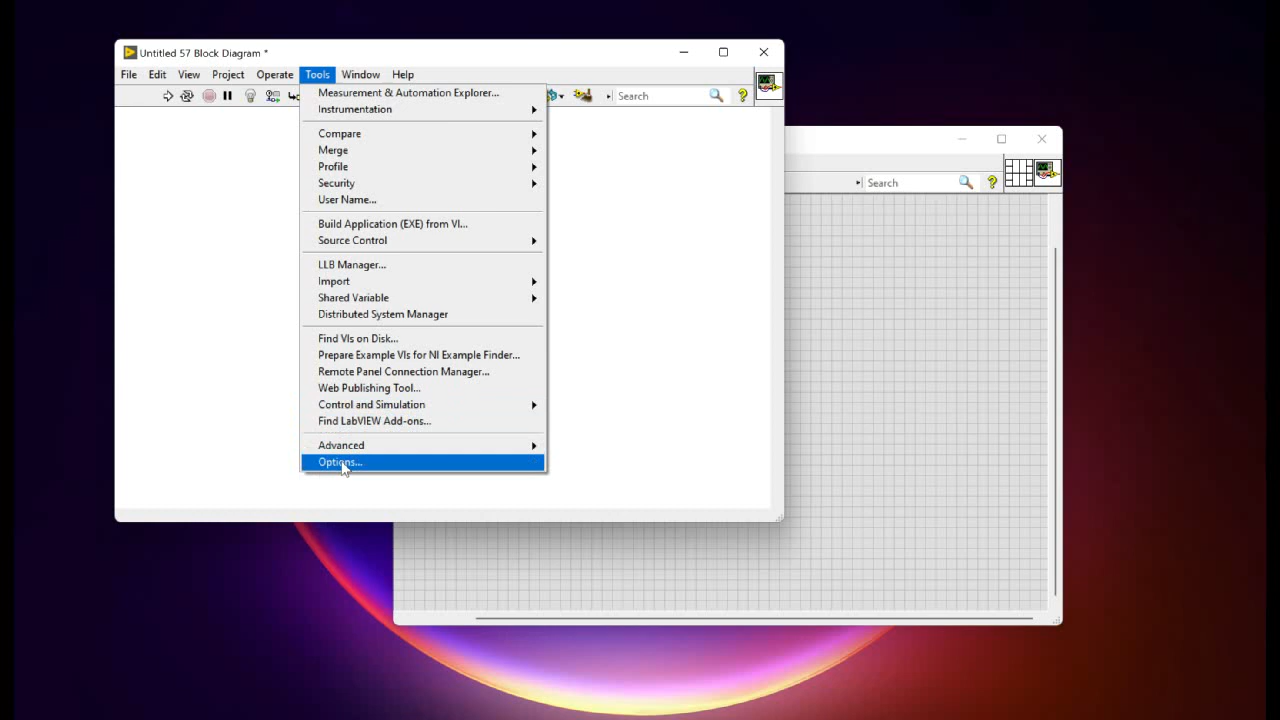 Untitled 57 Block Diagram *
File Edit View Project Operate Tools Window Help
Search
Measurement & Automation Explorer...
Instrumentation
Compare
Merge
Profile
Security
User Name...
Build Application (EXE) from VI...
Source Control
LLB Manager...
Import
Shared Variable
Distributed System Manager
Find VIs on Disk...
Prepare Example VIs for NI Example Finder...
Remote Panel Connection Manager...
Web Publishing Tool...
Control and Simulation
Find LabVIEW Add-ons...
Advanced
Options...
Search